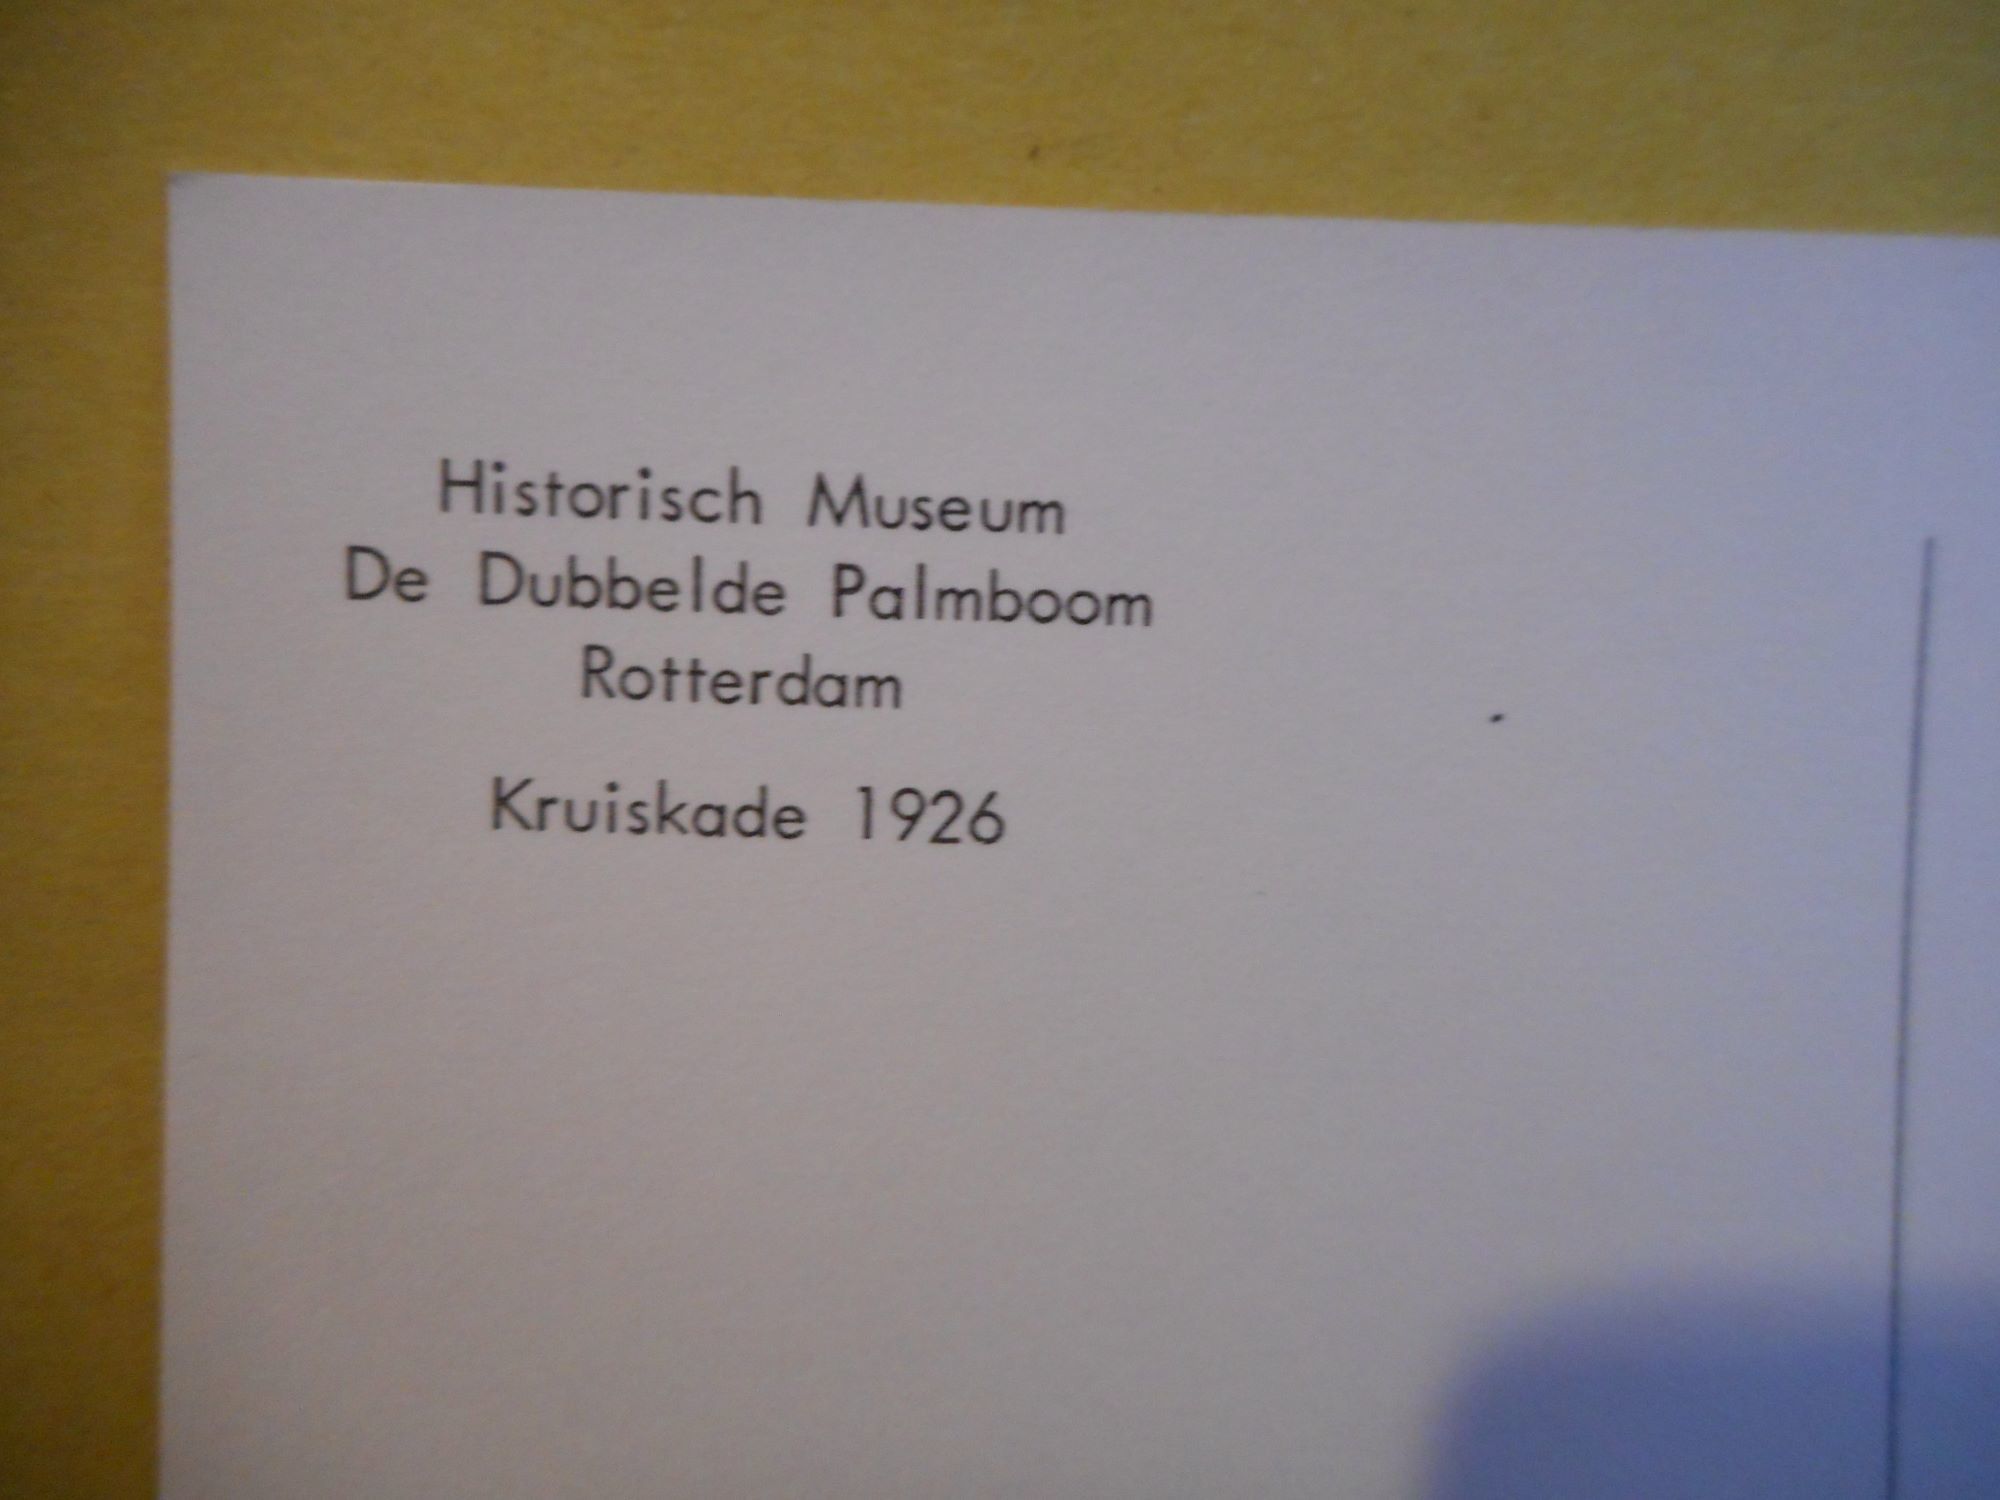 Historisch Museum
De Dubbelde Palmboom
Rotterdam
Kruiskade 1926